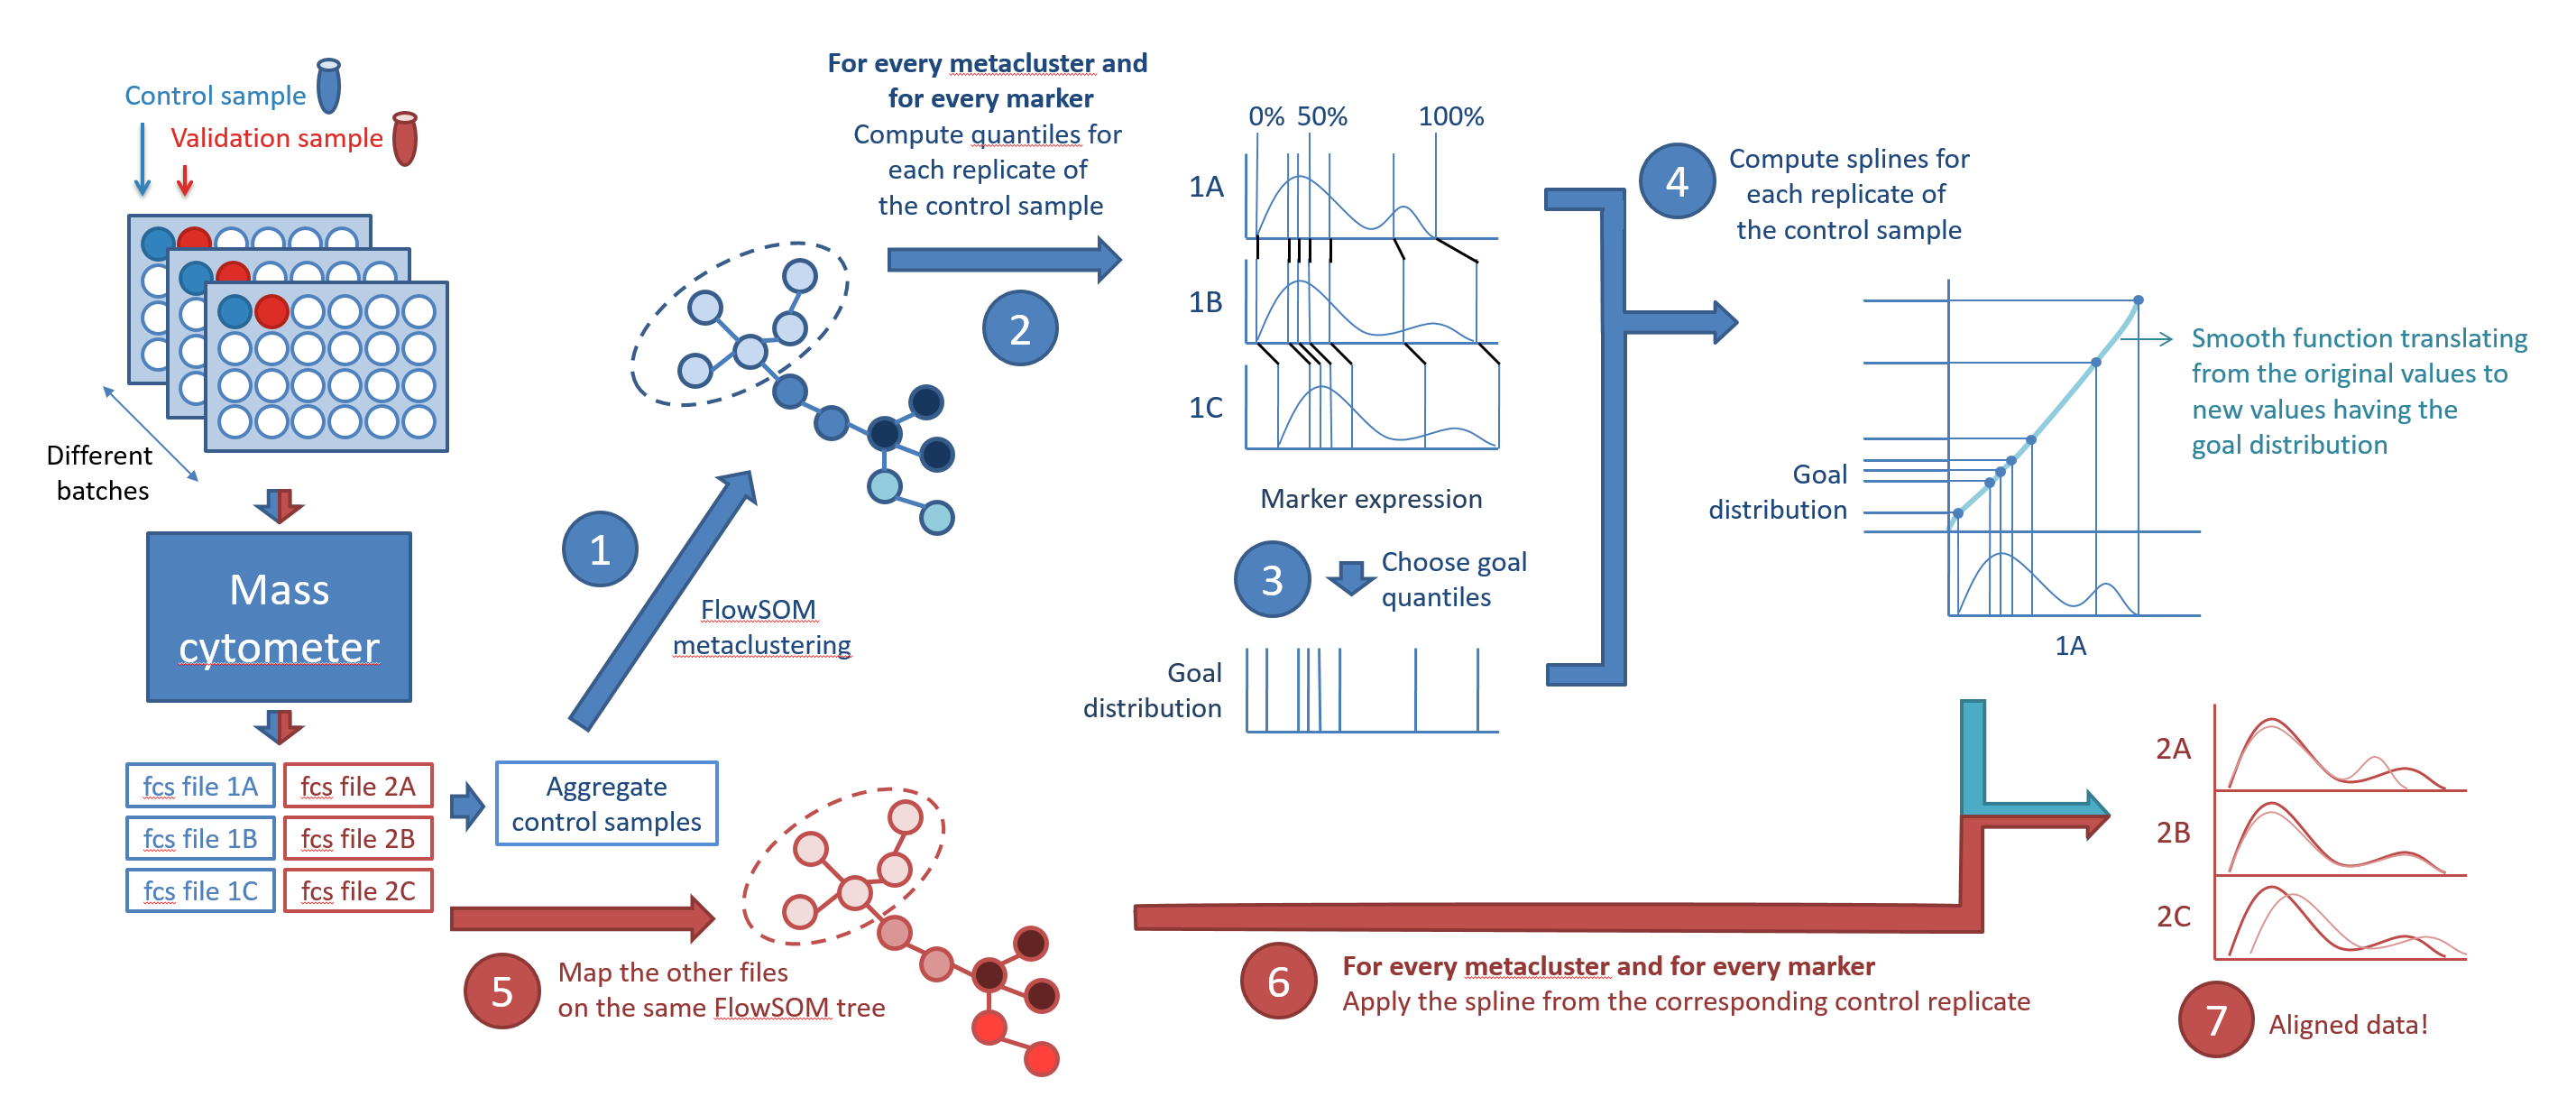 Control sample
Validation sample
Different
batches
Mass
cytometer
fcs file 1A
fcs file 2A
fcs file 1B
fcs file 2B
fcs file 1C
fcs file 2C
Aggregate
control samples
1
FlowSOM
metaclustering
For every metacluster and
for every marker
Compute quantiles for
each replicate of
the control sample
2
0% 50% 100%
1A
1B
1C
Marker expression
3
Choose goal
quantiles
Goal
distribution
4
Compute splines for
each replicate of
the control sample
Smooth function translating
from the original values to
new values having the
goal distribution
Goal
distribution
1A
5
Map the other files
on the same FlowSOM tree
6
For every metacluster and for every marker
Apply the spline from the corresponding control replicate
2A
2B
2C
7
Aligned data!